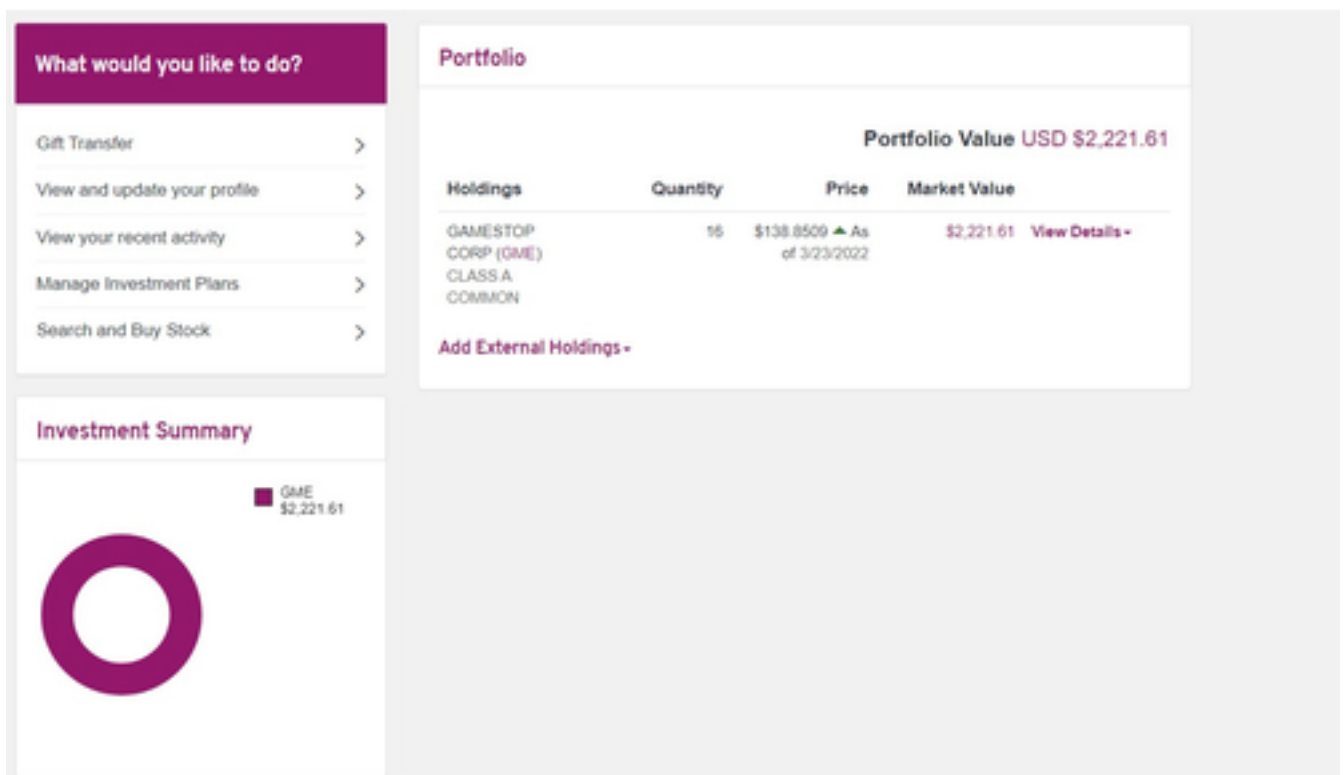 What would you like to do?
Gift Transfer
View and update your profile
View your recent activity
Manage Investment Plans
Search and Buy Stock
Portfolio
Portfolio Value USD $2,221.61
Holdings Quantity Price Market Value
GAMESTOP 16 $138.8509 ▲ As $2,221.61 View Details
CORP (GME) of 3/23/2022
CLASS A
COMMON
Add External Holdings
Investment Summary
GME
$2,221.61